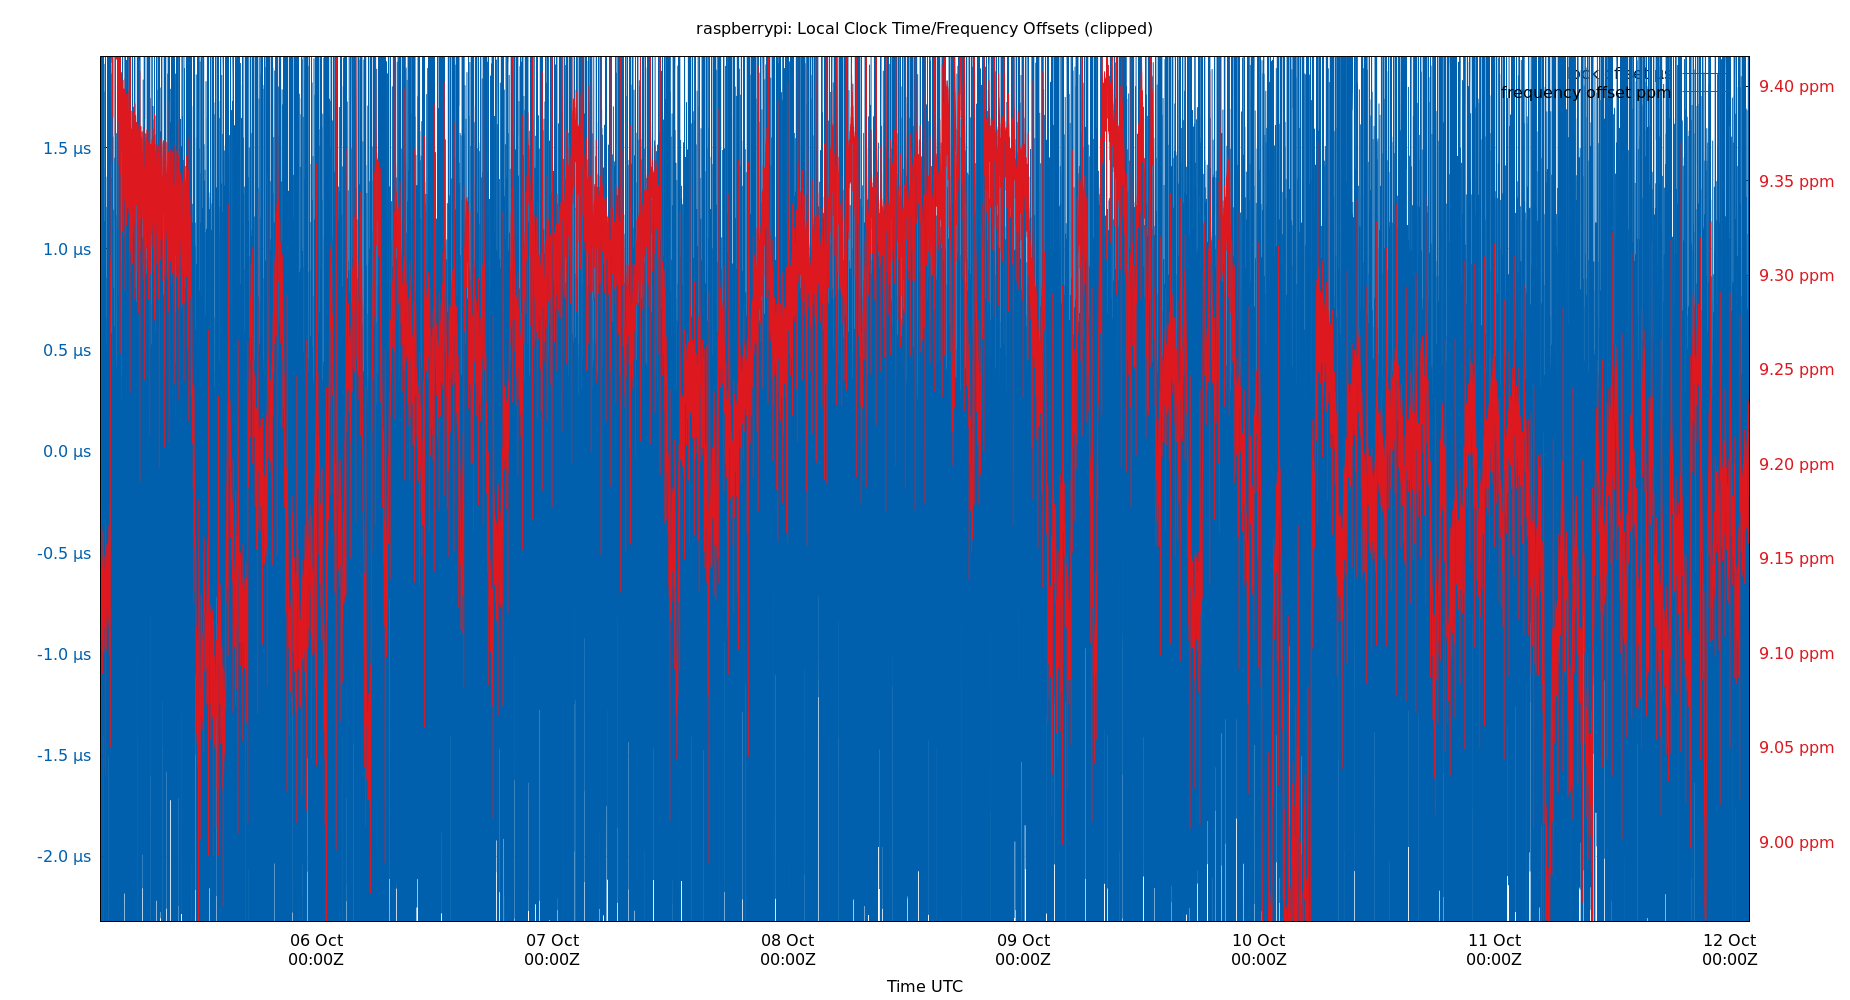 raspberrypi: Local Clock Time/Frequency Offsets (clipped)
frequency offset ppm
1.5 µs
1.0 µs
0.5 µs
0.0 µs
-0.5 µs
-1.0 µs
-1.5 µs
-2.0 µs
9.40 ppm
9.35 ppm
9.30 ppm
9.25 ppm
9.20 ppm
9.15 ppm
9.10 ppm
9.05 ppm
9.00 ppm
06 Oct
00:00Z
07 Oct
00:00Z
08 Oct
00:00Z
09 Oct
00:00Z
10 Oct
00:00Z
11 Oct
00:00Z
12 Oct
00:00Z
Time UTC